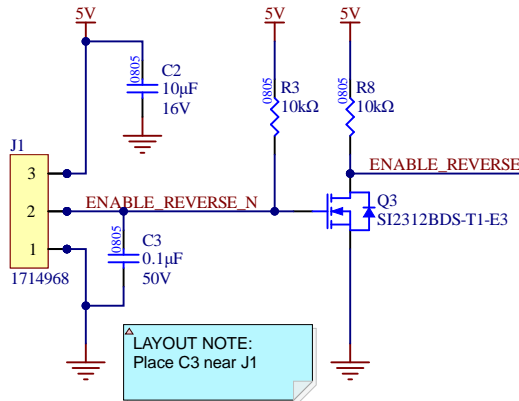 5V
5V
5V
0805
C2
10µF
16V
0805
R3
10kΩ
0805
R8
10kΩ
J1
3
2
1
1714968
ENABLE_REVERSE_N
ENABLE_REVERSE
0805
C3
0.1µF
50V
Q3
SI2312BDS-T1-E3
LAYOUT NOTE:
Place C3 near J1